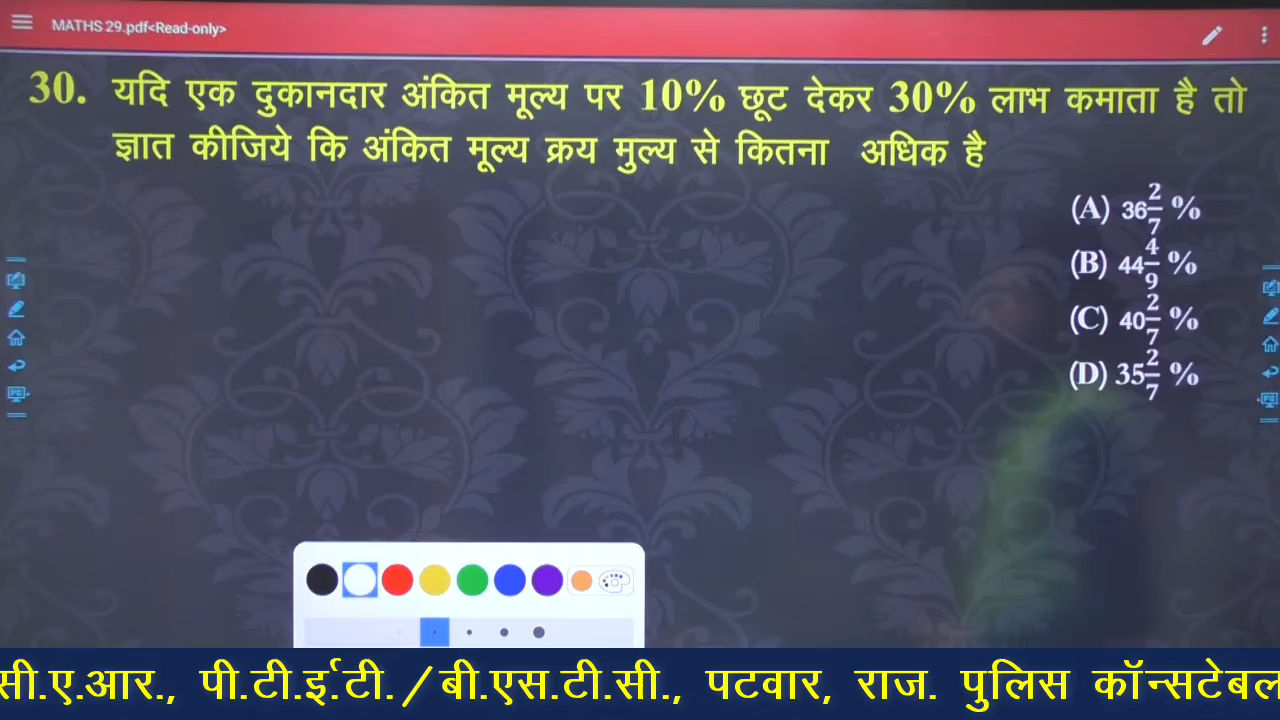 MATHS 29.pdf<Read-only>
30. यदि एक दुकानदार अंकित मूल्य पर 10% छूट देकर 30% लाभ कमाता है तो
ज्ञात कीजिये कि अंकित मूल्य क्रय मुल्य से कितना अधिक है
(A) 36 2/7 %
(B) 44 4/9 %
(C) 40 2/7 %
(D) 35 2/7 %
सी.ए.आर., पी.टी.ई.टी./बी.एस.टी.सी., पटवार, राज. पुलिस कॉन्सटेबल